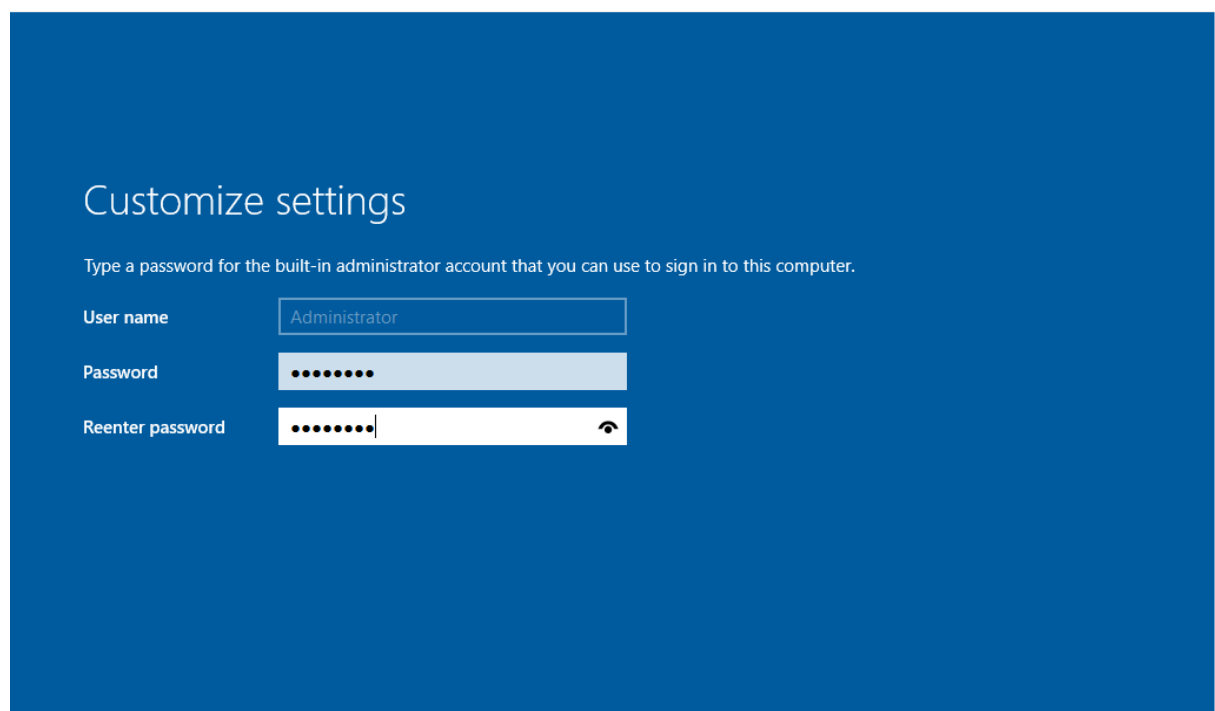 Customize settings
Type a password for the built-in administrator account that you can use to sign in to this computer.
User name Administrator
Password ●●●●●●●●
Reenter password ●●●●●●●●